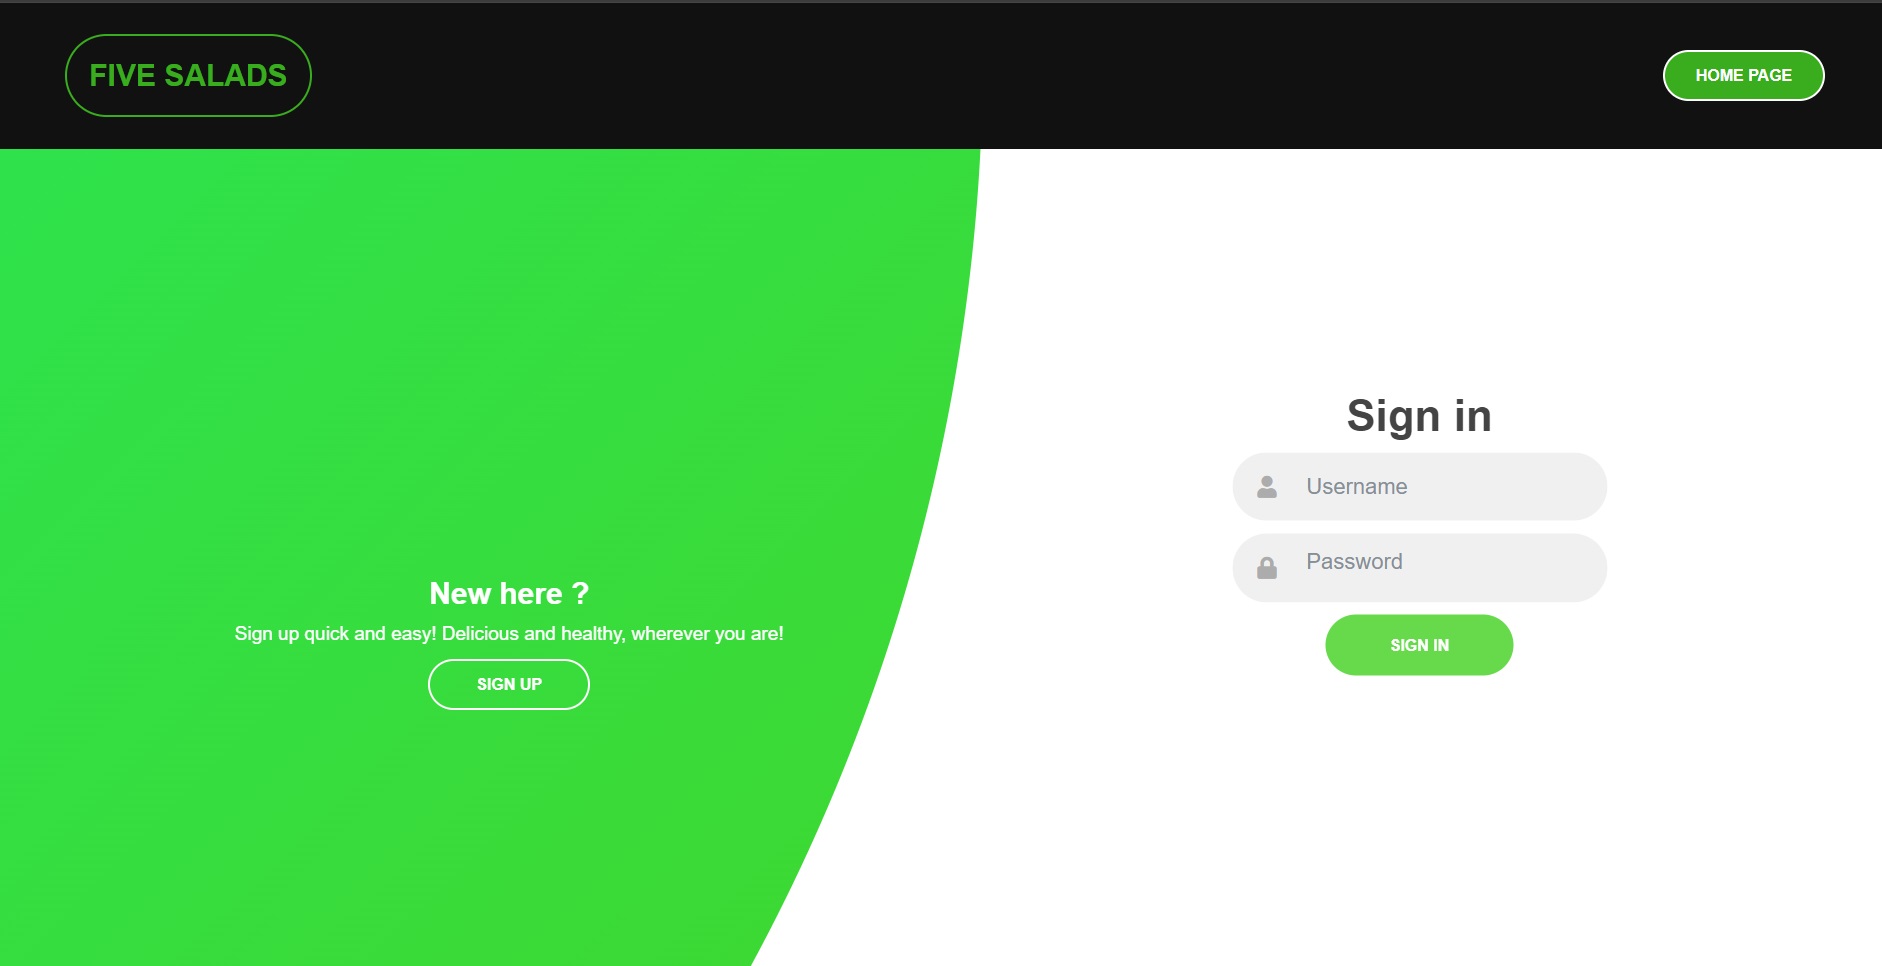 FIVE SALADS
HOME PAGE
New here ?
Sign up quick and easy! Delicious and healthy, wherever you are!
SIGN UP
Sign in
Username
Password
SIGN IN